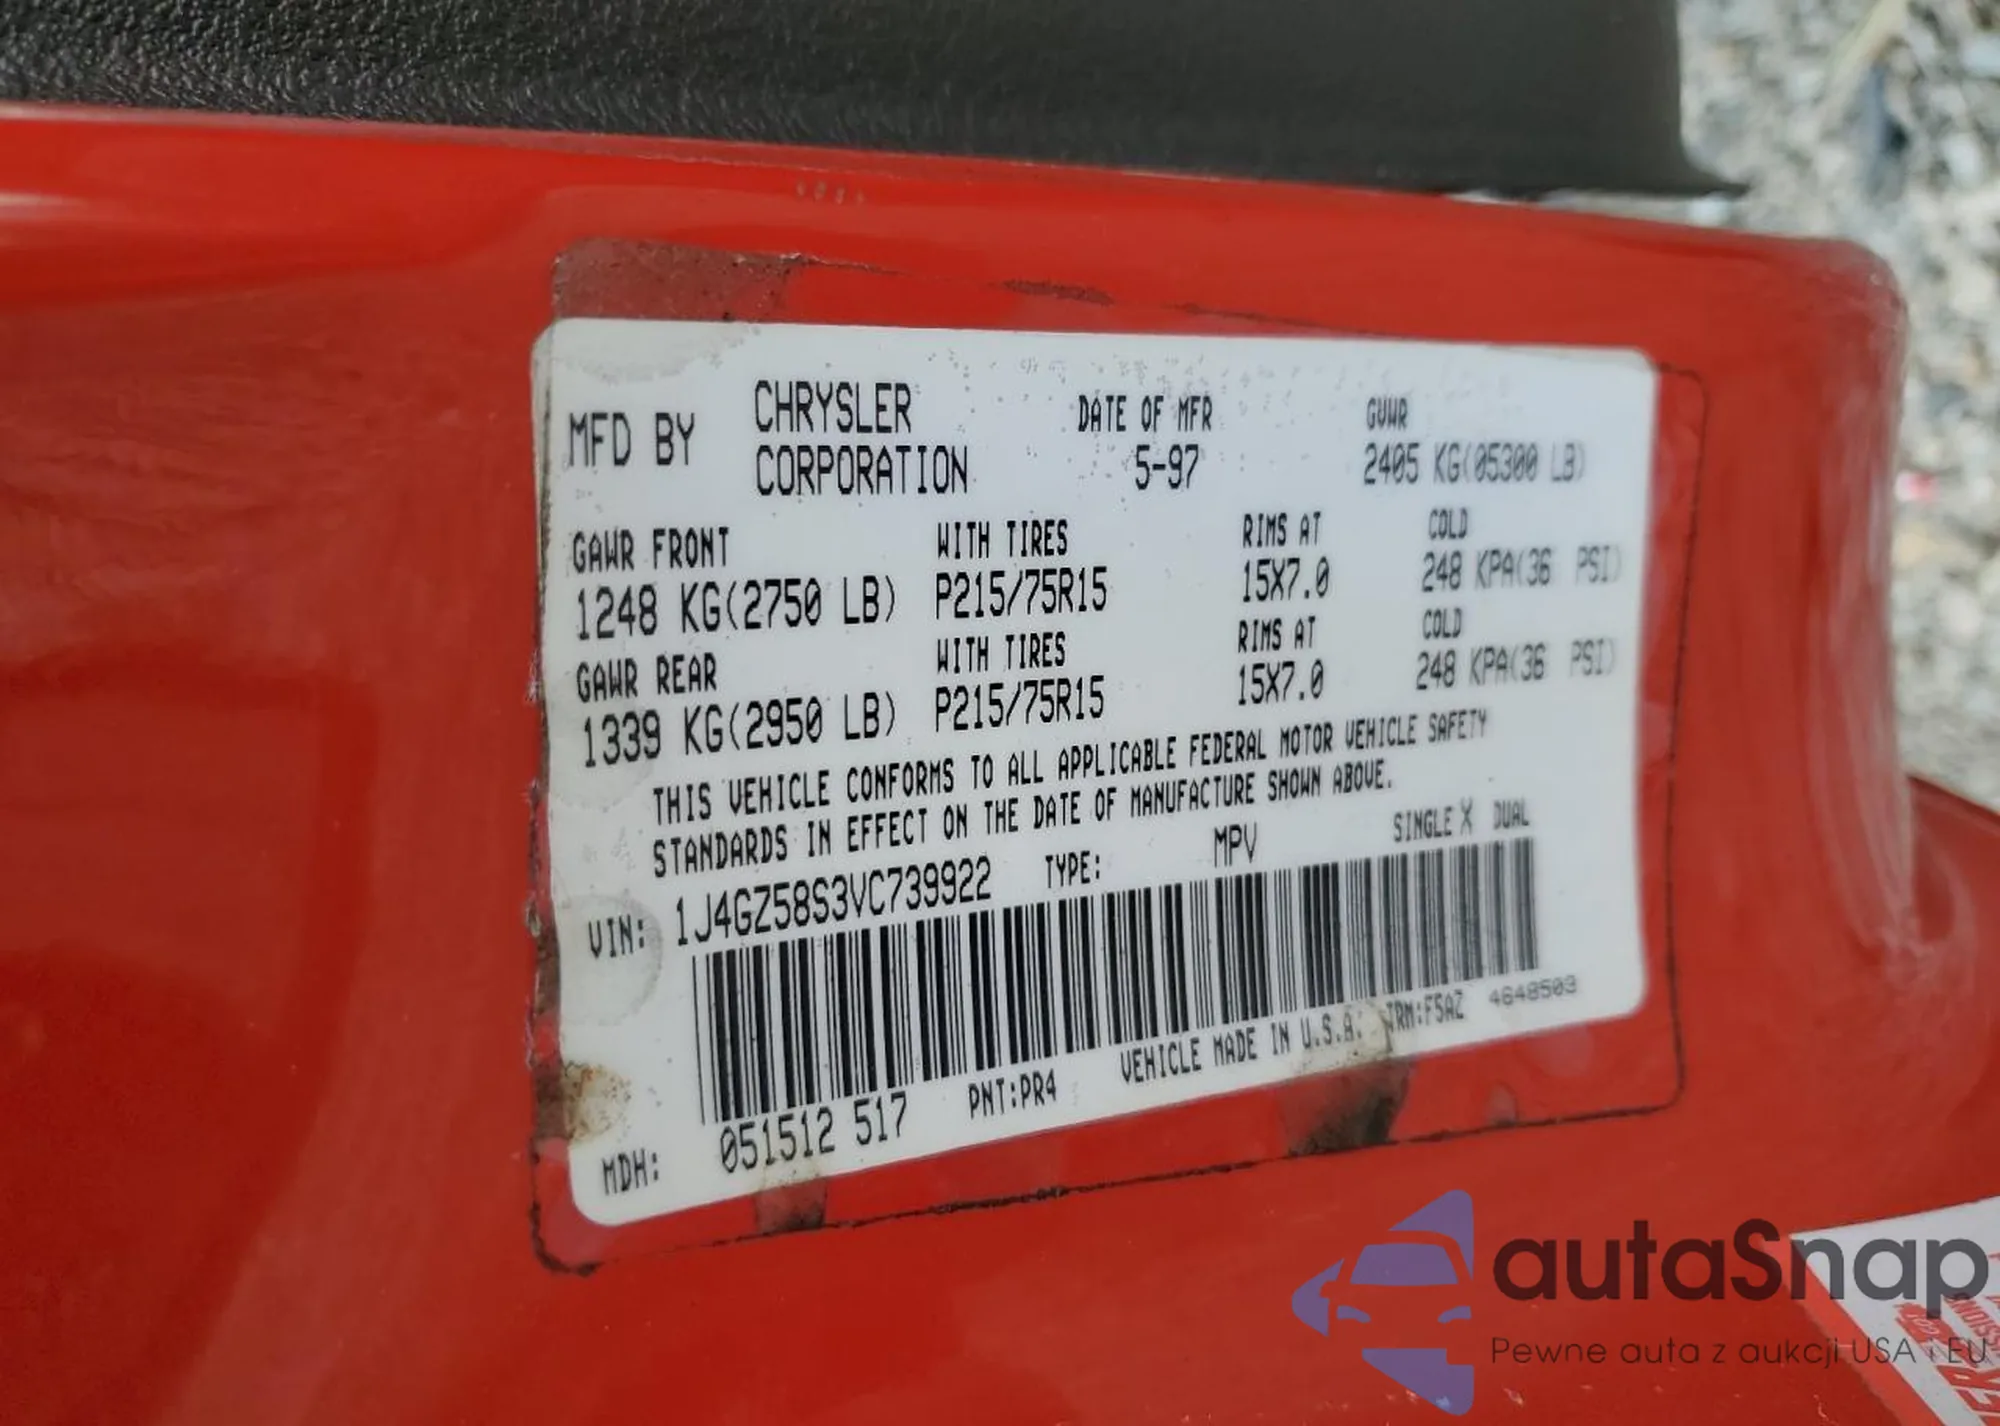 MFD BY CHRYSLER CORPORATION DATE OF MFR 5-97 GVWR 2405 KG(05300 LB)
GAWR FRONT WITH TIRES RIMS AT COLD
1248 KG(2750 LB) P215/75R15 15X7.0 248 KPA(36 PSI)
GAWR REAR WITH TIRES RIMS AT COLD
1339 KG(2950 LB) P215/75R15 15X7.0 248 KPA(36 PSI)
THIS VEHICLE CONFORMS TO ALL APPLICABLE FEDERAL MOTOR VEHICLE SAFETY
STANDARDS IN EFFECT ON THE DATE OF MANUFACTURE SHOWN ABOVE.
VIN: 1J4GZ58S3VC739922 TYPE: MPV SINGLE X DUAL
MDH: 051512 517 PNT:PR4 VEHICLE MADE IN U.S.A. TRM:F5AZ 4648503
autaSnap
Pewne auta z aukcji USA i EU